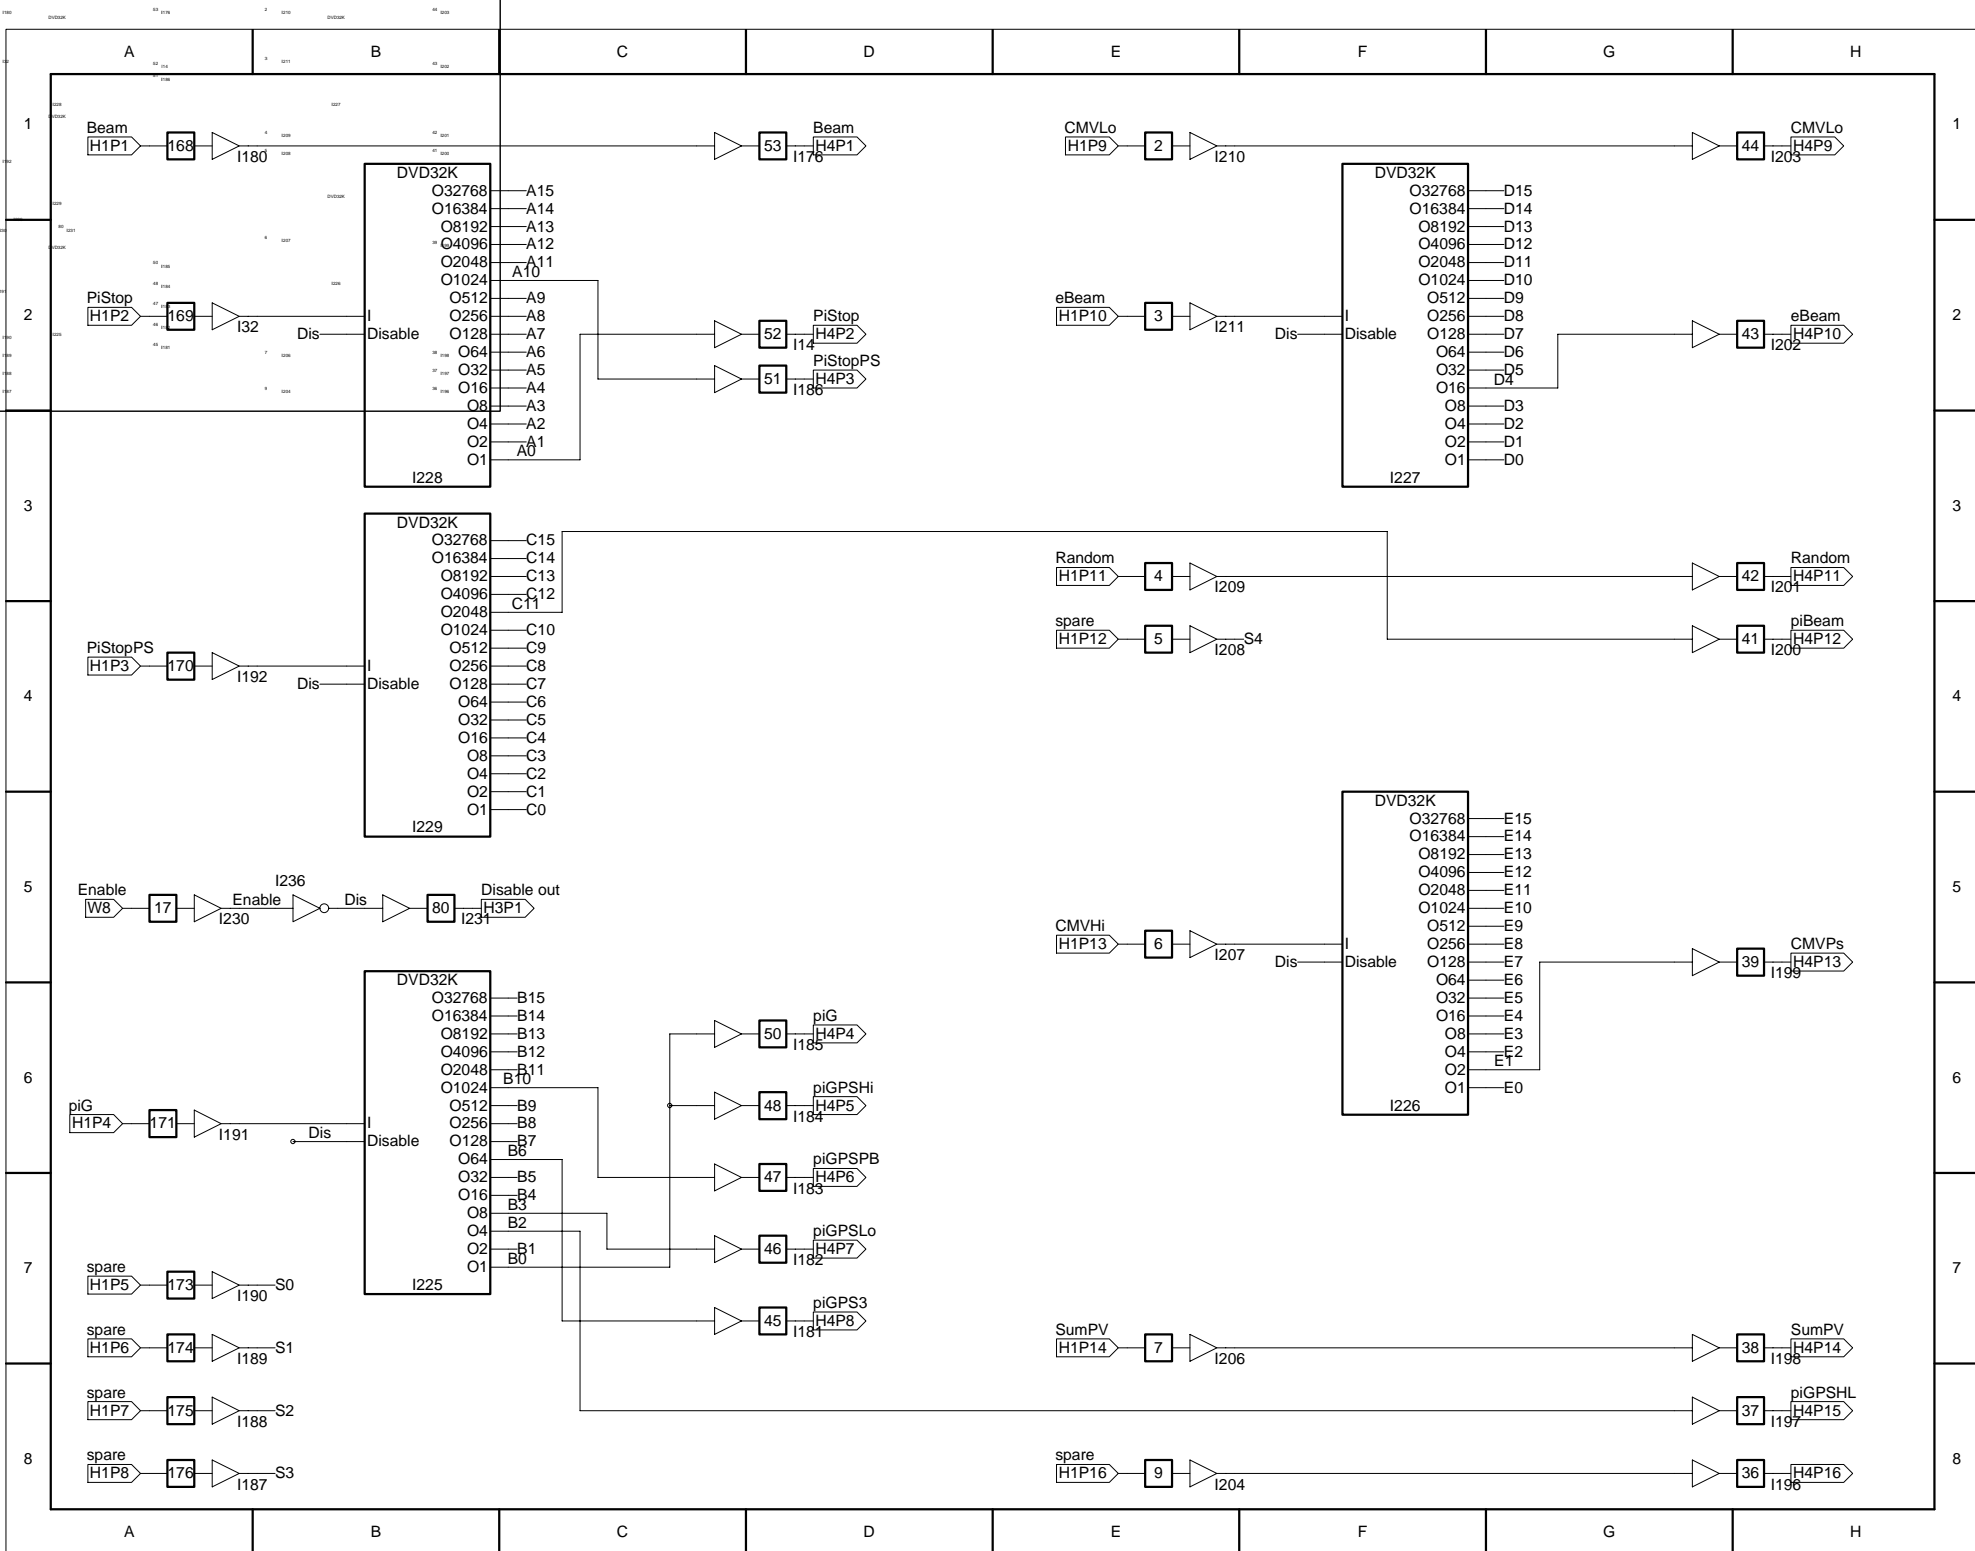 A B C D E F G H
1 1
Beam
H1P1 168 I180
53 I176
Beam
H4P1
CMVLo
H1P9 2 I210
44 I203
CMVLo
H4P9
DVD32K
O32768 A15
O16384 A14
O8192 A13
O4096 A12
O2048 A11
O1024 A10
O512 A9
O256 A8
O128 A7
O64 A6
O32 A5
O16 A4
O8 A3
O4 A2
O2 A1
O1 A0
I
Dis Disable
I228
DVD32K
O32768 D15
O16384 D14
O8192 D13
O4096 D12
O2048 D11
O1024 D10
O512 D9
O256 D8
O128 D7
O64 D6
O32 D5
O16 D4
O8 D3
O4 D2
O2 D1
O1 D0
I
Dis Disable
I227
2 2
PiStop
H1P2 169 I32
52 I14
PiStop
H4P2
51 I186
PiStopPS
H4P3
eBeam
H1P10 3 I211
43 I202
eBeam
H4P10
3 3
DVD32K
O32768 C15
O16384 C14
O8192 C13
O4096 C12
O2048 C11
O1024 C10
O512 C9
O256 C8
O128 C7
O64 C6
O32 C5
O16 C4
O8 C3
O4 C2
O2 C1
O1 C0
I
Dis Disable
I229
Random
H1P11 4 I209
42 I201
Random
H4P11
spare
H1P12 5 I208 S4
41 I200
piBeam
H4P12
PiStopPS
H1P3 170 I192
4 4
5 5
Enable
W8 17 I230
Enable I236 Dis
80 I231
Disable out
H3P1
DVD32K
O32768 E15
O16384 E14
O8192 E13
O4096 E12
O2048 E11
O1024 E10
O512 E9
O256 E8
O128 E7
O64 E6
O32 E5
O16 E4
O8 E3
O4 E2
O2 E1
O1 E0
I
Dis Disable
I226
CMVHi
H1P13 6 I207
39 I199
CMVPs
H4P13
DVD32K
O32768 B15
O16384 B14
O8192 B13
O4096 B12
O2048 B11
O1024 B10
O512 B9
O256 B8
O128 B7
O64 B6
O32 B5
O16 B4
O8 B3
O4 B2
O2 B1
O1 B0
I
Dis Disable
I225
6 6
piG
H1P4 171 I191
50 I185
piG
H4P4
48 I184
piGPSHi
H4P5
47 I183
piGPSPB
H4P6
46 I182
piGPSLo
H4P7
45 I181
piGPS3
H4P8
7 7
spare
H1P5 173 I190 S0
spare
H1P6 174 I189 S1
SumPV
H1P14 7 I206
38 I198
SumPV
H4P14
spare
H1P7 175 I188 S2
37 I197
piGPSHL
H4P15
8 8
spare
H1P8 176 I187 S3
spare
H1P16 9 I204
36 I196
H4P16
A B C D E F G H